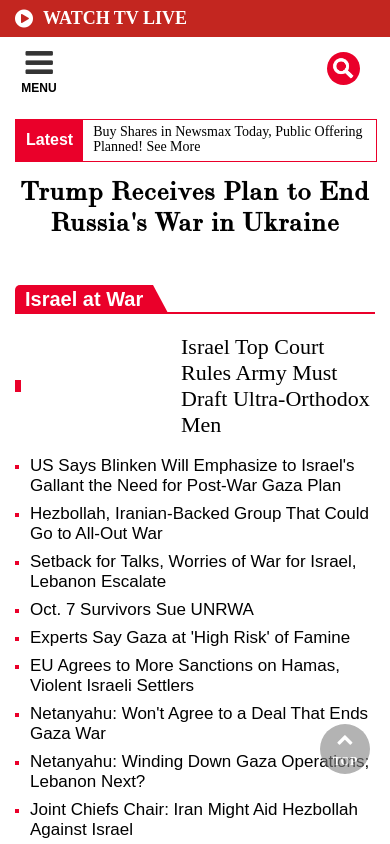 WATCH TV LIVE
MENU
Latest
Buy Shares in Newsmax Today, Public Offering
Planned! See More
Trump Receives Plan to End
Russia's War in Ukraine
Israel at War
Israel Top Court
Rules Army Must
Draft Ultra-Orthodox
Men
US Says Blinken Will Emphasize to Israel's
Gallant the Need for Post-War Gaza Plan
Hezbollah, Iranian-Backed Group That Could
Go to All-Out War
Setback for Talks, Worries of War for Israel,
Lebanon Escalate
Oct. 7 Survivors Sue UNRWA
Experts Say Gaza at 'High Risk' of Famine
EU Agrees to More Sanctions on Hamas,
Violent Israeli Settlers
Netanyahu: Won't Agree to a Deal That Ends
Gaza War
Netanyahu: Winding Down Gaza Operations;
Lebanon Next?
TOP
Joint Chiefs Chair: Iran Might Aid Hezbollah
Against Israel